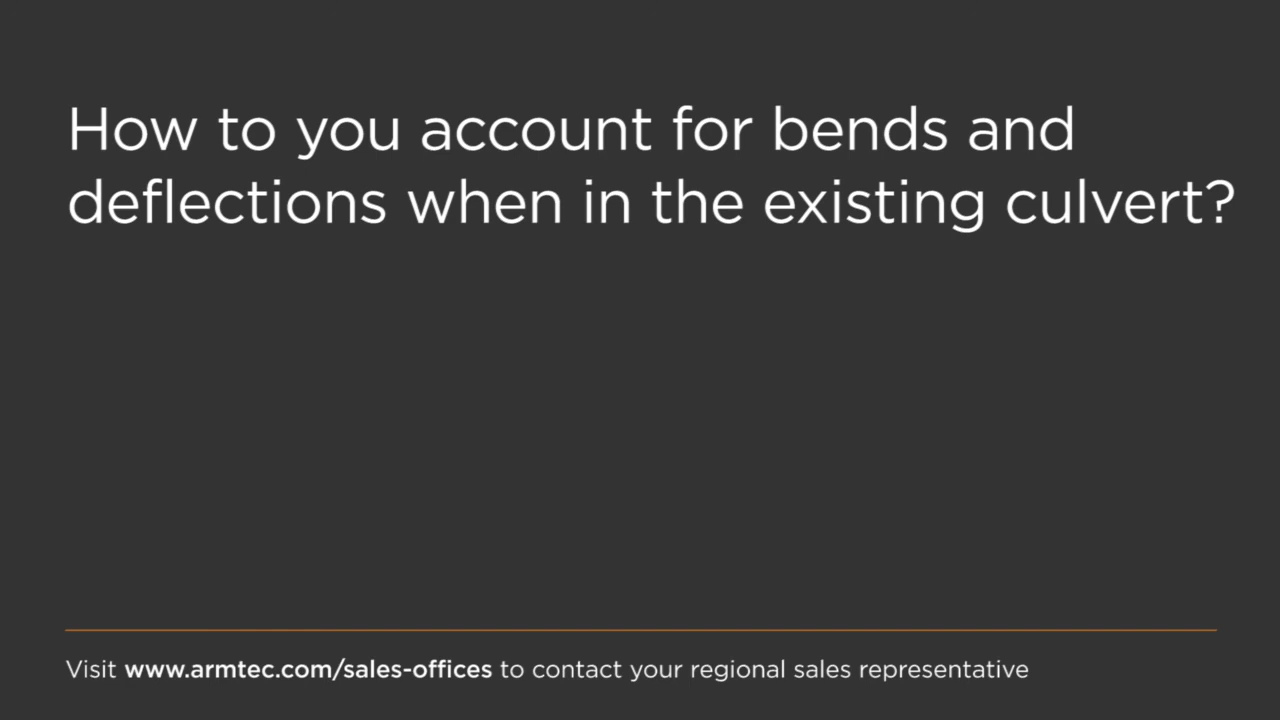 How to you account for bends and
deflections when in the existing culvert?
Visit www.armtec.com/sales-offices to contact your regional sales representative